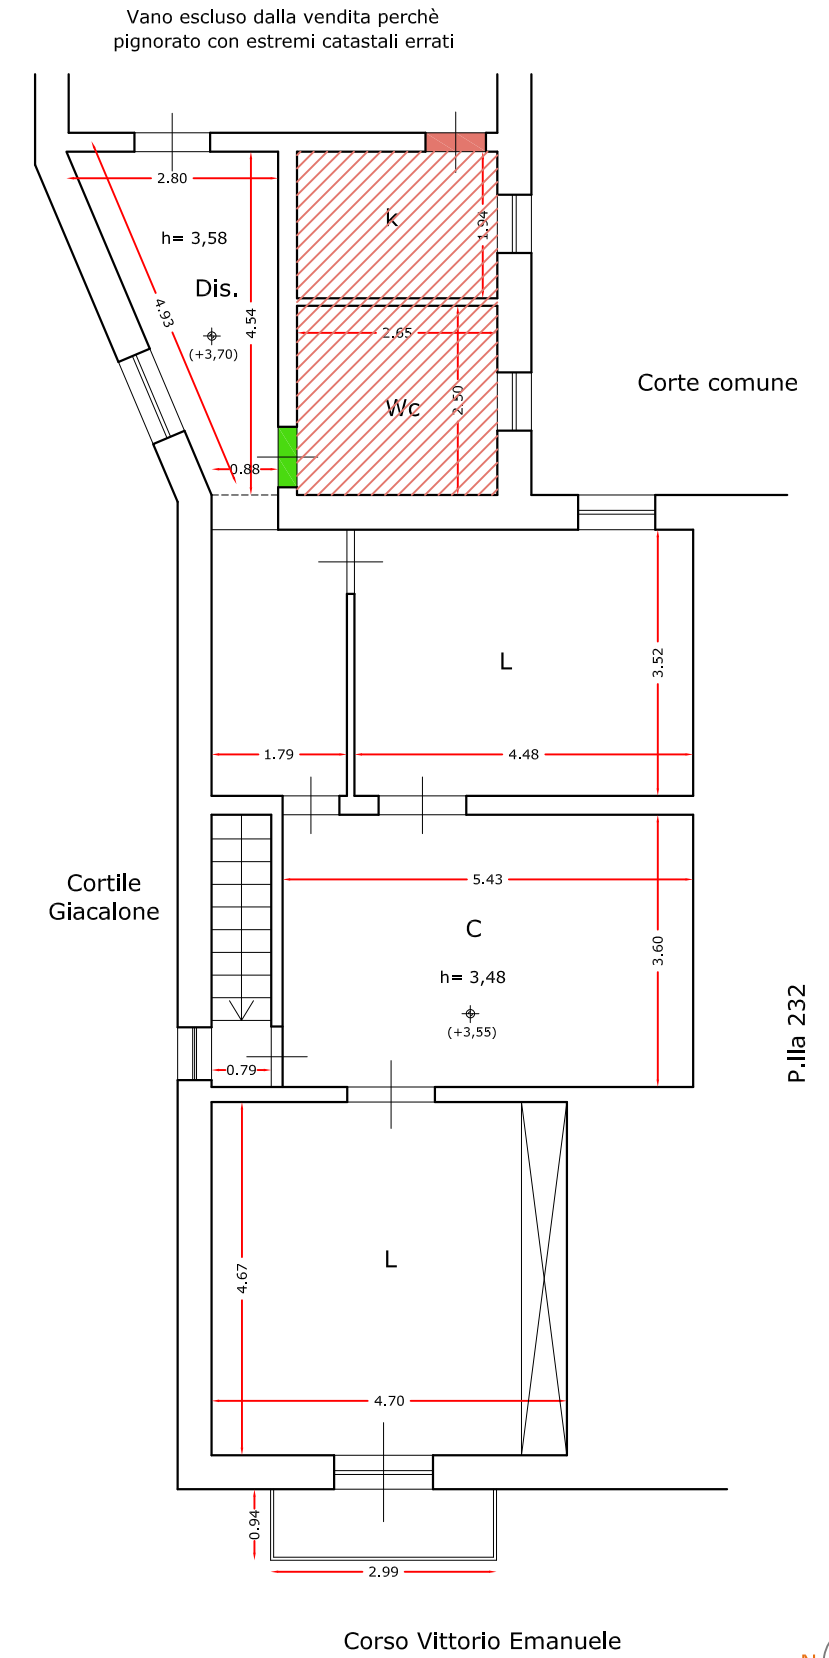 Vano escluso dalla vendita perchè
pignorato con estremi catastali errati
2.80
k
1.94
h= 3,58
Dis.
4.93
4.54
(+3,70)
2.65
Wc
2.50
Corte comune
0.88
L
3.52
1.79
4.48
5.43
Cortile
Giacalone
C
3.60
h= 3,48
(+3,55)
P.lla 232
0.79
L
4.67
4.70
0.94
2.99
Corso Vittorio Emanuele
N